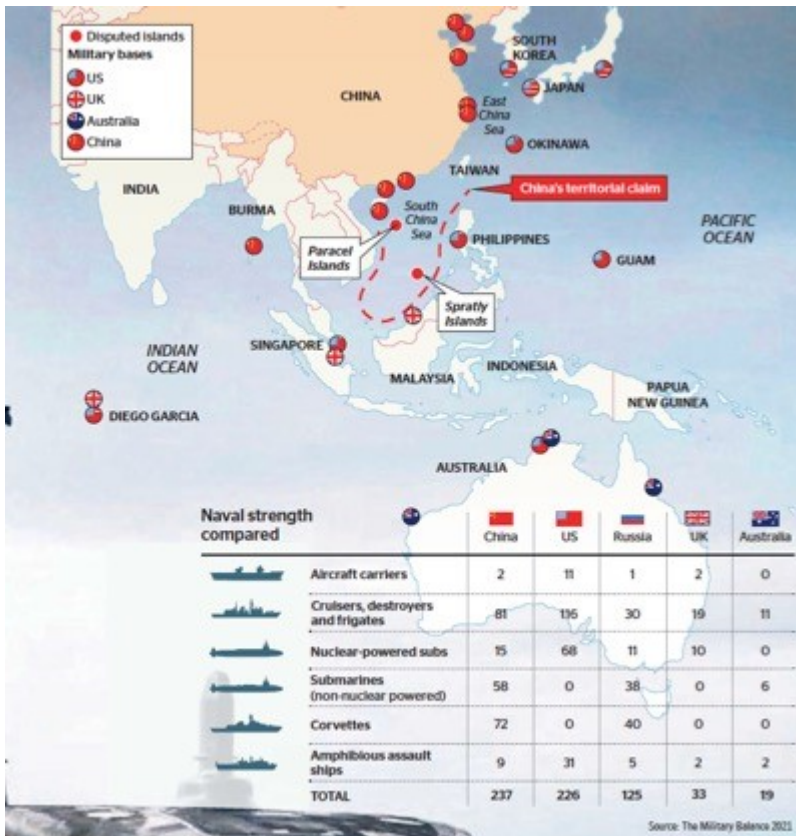 Disputed islands
Military bases
US
UK
Australia
China
CHINA
SOUTH
KOREA
JAPAN
East
China
Sea
OKINAWA
TAIWAN
China's territorial claim
INDIA
BURMA
South
China
Sea
Paracel
Islands
PHILIPPINES
PACIFIC
OCEAN
GUAM
Spratly
Islands
INDIAN
OCEAN
SINGAPORE
MALAYSIA
INDONESIA
PAPUA
NEW GUINEA
DIEGO GARCIA
AUSTRALIA
Naval strength
compared
China US Russia UK Australia
Aircraft carriers 2 11 1 2 0
Cruisers, destroyers
and frigates 81 116 30 19 11
Nuclear-powered subs 15 68 11 10 0
Submarines
(non-nuclear powered) 58 0 38 0 6
Corvettes 72 0 40 0 0
Amphibious assault
ships 9 31 5 2 2
TOTAL 237 226 125 33 19
Source: The Military Balance 2021